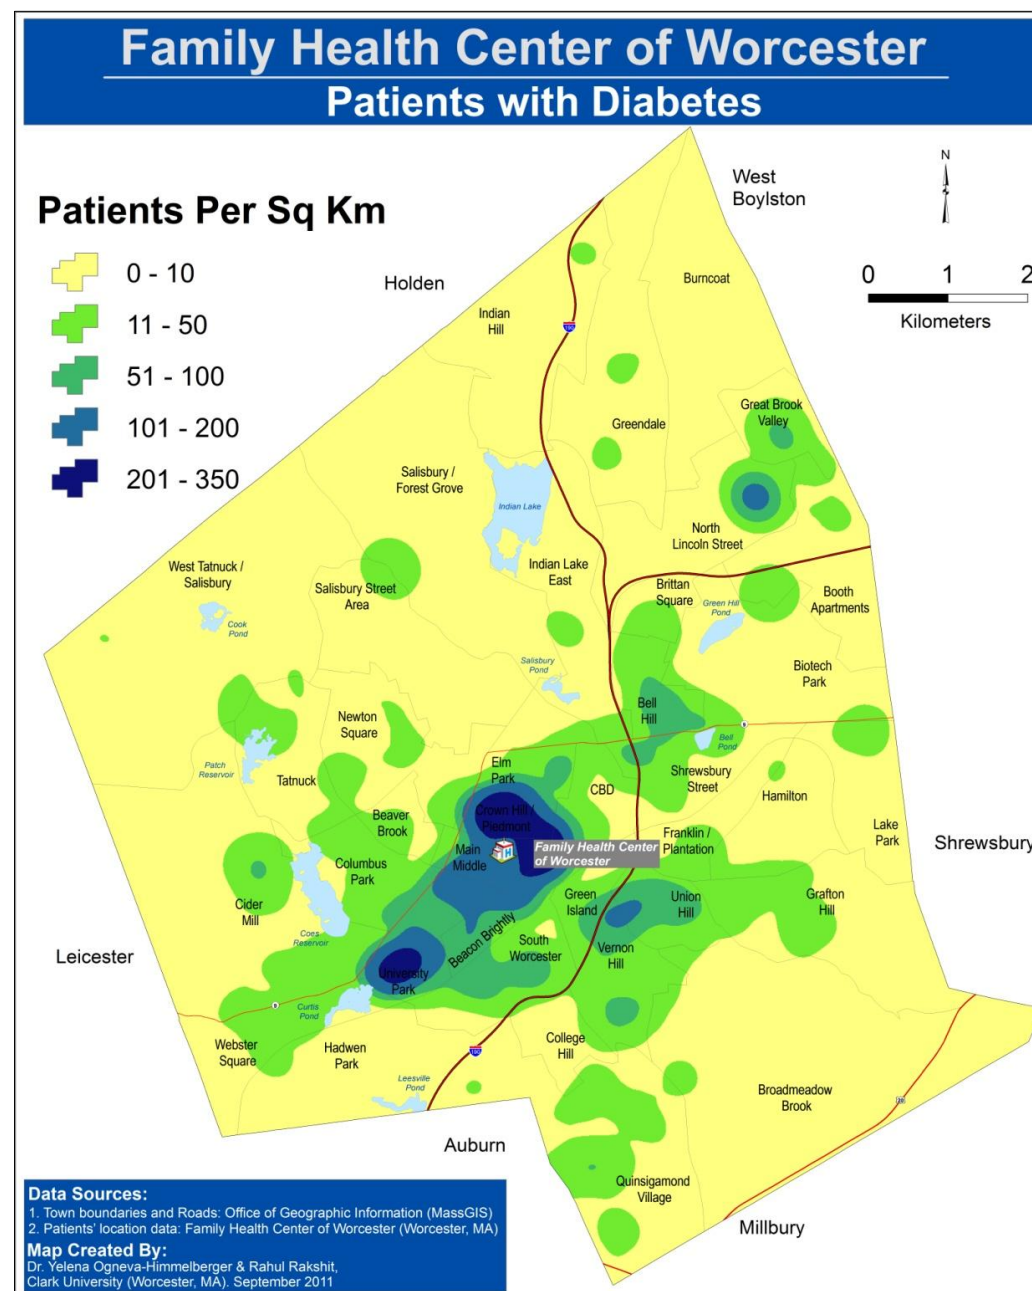 Family Health Center of Worcester
Patients with Diabetes
West
Boylston
N
Patients Per Sq Km
0 - 10
11 - 50
51 - 100
101 - 200
201 - 350
0 1 2
Kilometers
Holden
Burncoat
Indian
Hill
190
Greendale
Great Brook
Valley
Salisbury /
Forest Grove
Indian Lake
North
Lincoln Street
West Tatnuck /
Salisbury
Cook
Pond
Salisbury Street
Area
Indian Lake
East
Brittan
Square
Green Hill
Pond
Booth
Apartments
Biotech
Park
Salisbury
Pond
Bell
Hill
9
Bell
Pond
Newton
Square
Patch
Reservoir
Tatnuck
Elm
Park
CBD
Shrewsbury
Street
Hamilton
Lake
Park
Shrewsbury
Beaver
Brook
Crown Hill /
Piedmont
Main
Middle
H
Family Health Center
of Worcester
Franklin /
Plantation
Columbus
Park
Cider
Mill
Coes
Reservoir
Green
Island
Union
Hill
Grafton
Hill
Leicester
Beacon Brightly
South
Worcester
Vernon
Hill
University
Park
9
Curtis
Pond
Webster
Square
Hadwen
Park
College
Hill
Leesville
Pond
Broadmeadow
Brook
Auburn
Quinsigamond
Village
Millbury
Data Sources:
1. Town boundaries and Roads: Office of Geographic Information (MassGIS)
2. Patients' location data: Family Health Center of Worcester (Worcester, MA)
Map Created By:
Dr. Yelena Ogneva-Himmelberger & Rahul Rakshit,
Clark University (Worcester, MA). September 2011